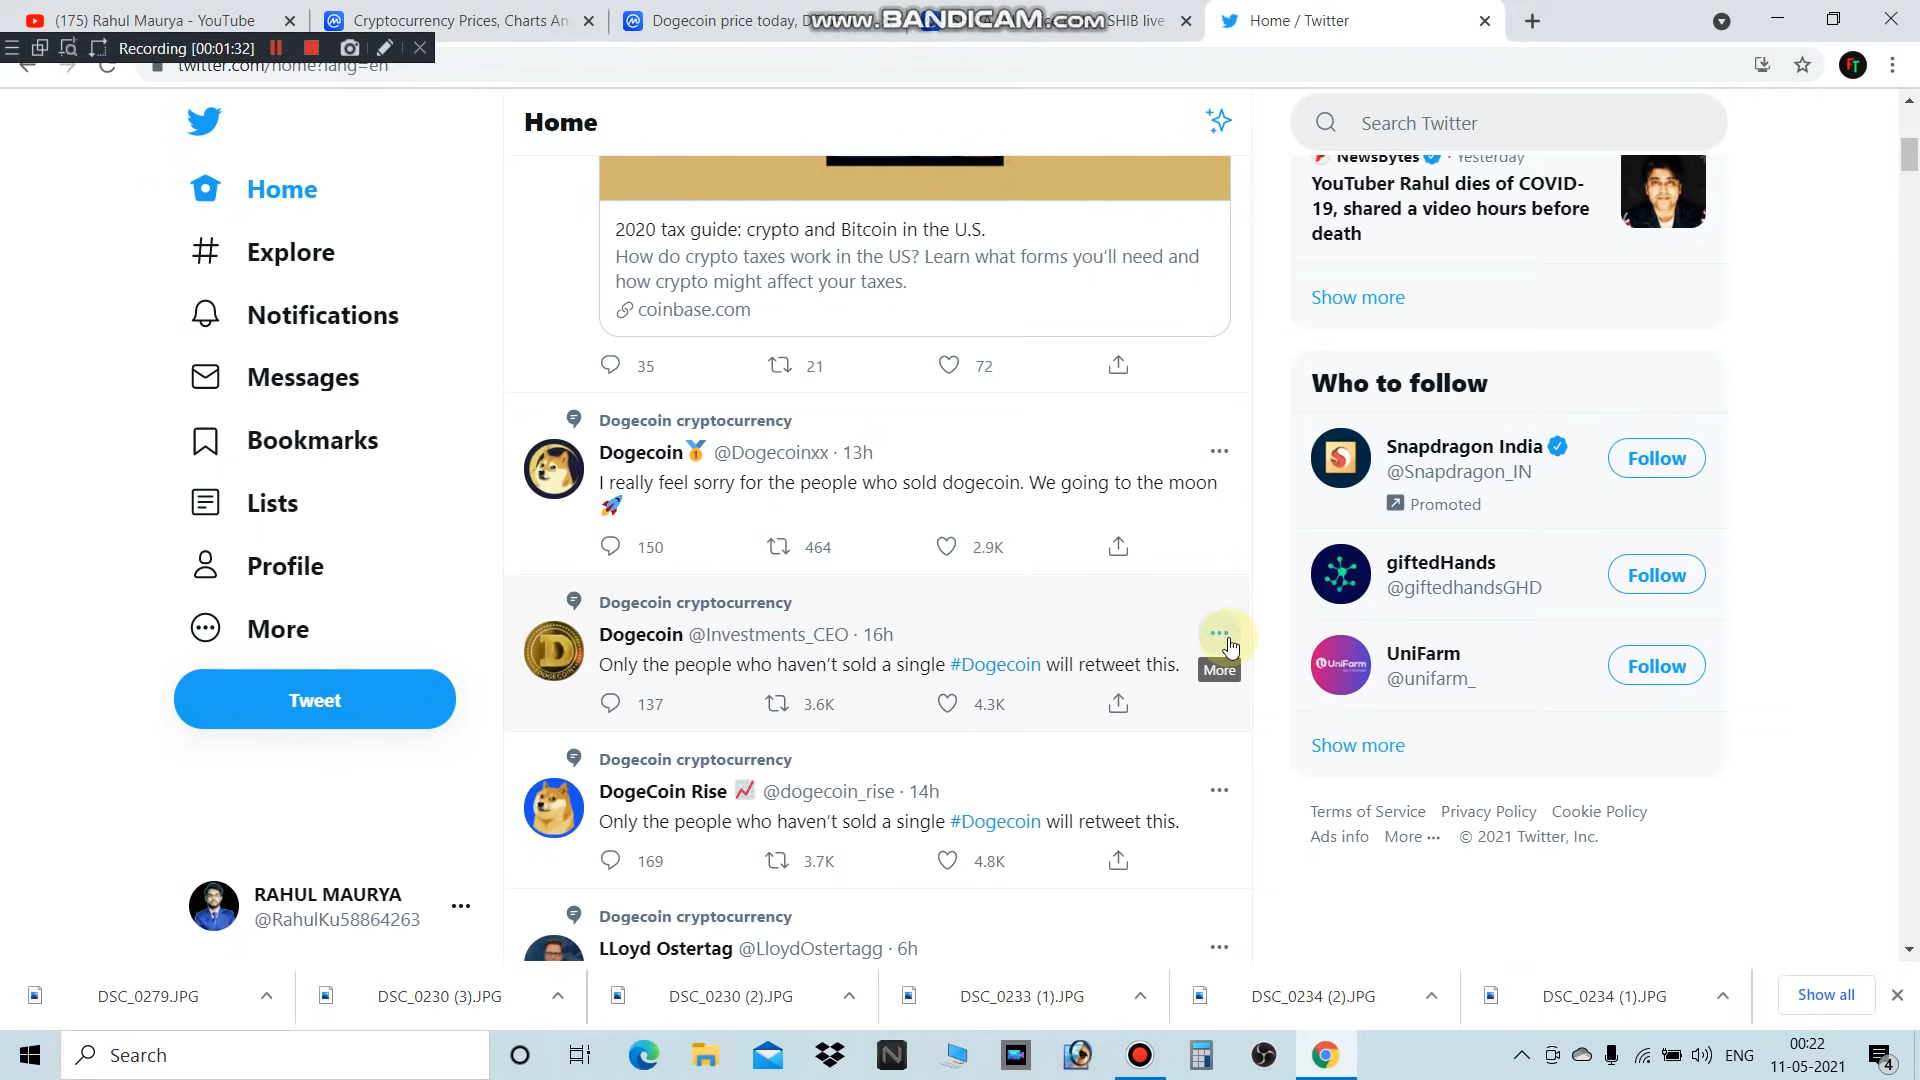 (175) Rahul Maurya - YouTube
Cryptocurrency Prices, Charts An
Dogecoin price today, D
www.BANDICAM.com
SHIB live
Home / Twitter
Recording [00:01:32]
twitter.com/home?lang=en
Home
Explore
Notifications
Messages
Bookmarks
Lists
Profile
More
Tweet
RAHUL MAURYA
@RahulKu58864263
Home
2020 tax guide: crypto and Bitcoin in the U.S.
How do crypto taxes work in the US? Learn what forms you'll need and
how crypto might affect your taxes.
coinbase.com
35 21 72
Dogecoin cryptocurrency
Dogecoin @Dogecoinxx · 13h
I really feel sorry for the people who sold dogecoin. We going to the moon
150 464 2.9K
Dogecoin cryptocurrency
Dogecoin @Investments_CEO · 16h
Only the people who haven't sold a single #Dogecoin will retweet this.
More
137 3.6K 4.3K
Dogecoin cryptocurrency
DogeCoin Rise @dogecoin_rise · 14h
Only the people who haven't sold a single #Dogecoin will retweet this.
169 3.7K 4.8K
Dogecoin cryptocurrency
LLoyd Ostertag @LloydOstertagg · 6h
Search Twitter
NewsBytes · Yesterday
YouTuber Rahul dies of COVID-
19, shared a video hours before
death
Show more
Who to follow
Snapdragon India
@Snapdragon_IN
Promoted
Follow
giftedHands
@giftedhandsGHD
Follow
UniFarm
@unifarm_
Follow
Show more
Terms of Service Privacy Policy Cookie Policy
Ads info More ··· © 2021 Twitter, Inc.
DSC_0279.JPG
DSC_0230 (3).JPG
DSC_0230 (2).JPG
DSC_0233 (1).JPG
DSC_0234 (2).JPG
DSC_0234 (1).JPG
Show all
Search
ENG
00:22
11-05-2021
4